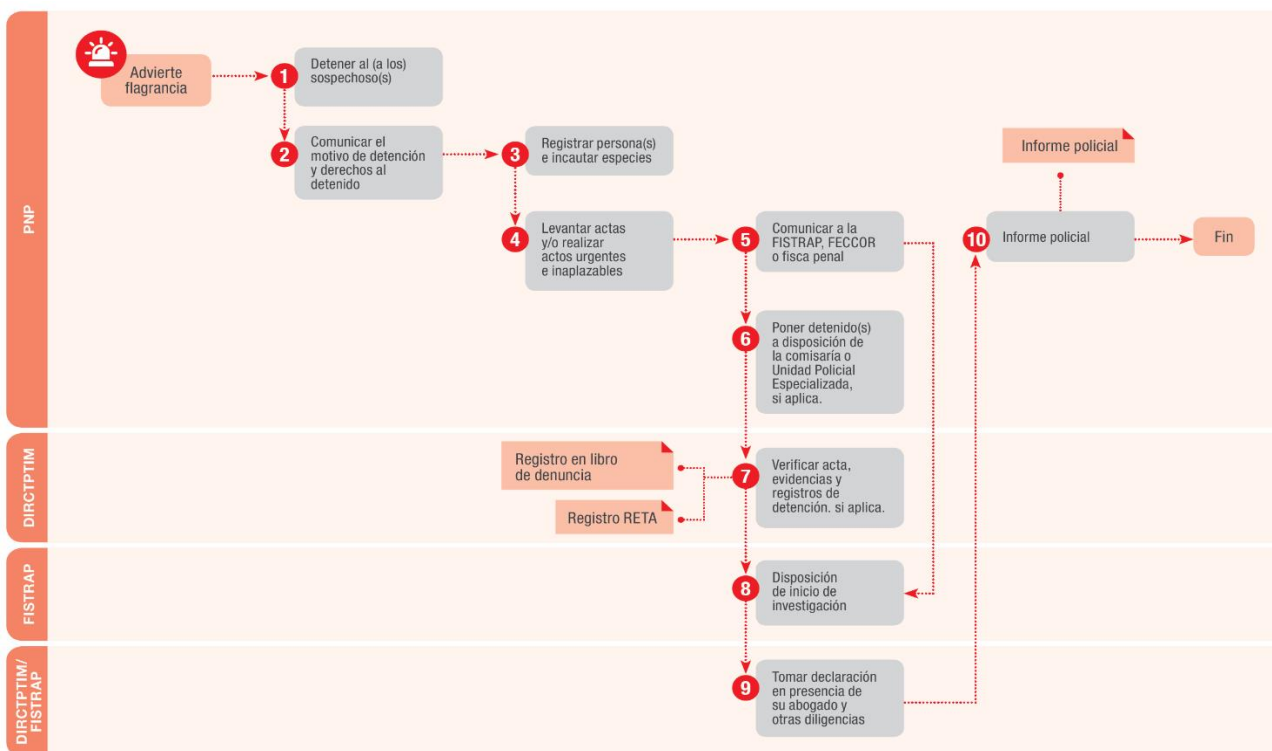 PNP
Advierte
flagrancia
1
Detener al (a los)
sospechoso(s)
2
Comunicar el
motivo de detención
y derechos al
detenido
3
Registrar persona(s)
e incautar especies
4
Levantar actas
y/o realizar
actos urgentes
e inaplazables
5
Comunicar a la
FISTRAP, FECCOR
o fisca penal
6
Poner detenido(s)
a disposición de
la comisaría o
Unidad Policial
Especializada,
si aplica.
Informe policial
10
Informe policial
Fin
DIRCTPTIM
Registro en libro
de denuncia
Registro RETA
7
Verificar acta,
evidencias y
registros de
detención. si aplica.
FISTRAP
8
Disposición
de inicio de
investigación
DIRCTPTIM/
FISTRAP
9
Tomar declaración
en presencia de
su abogado y
otras diligencias